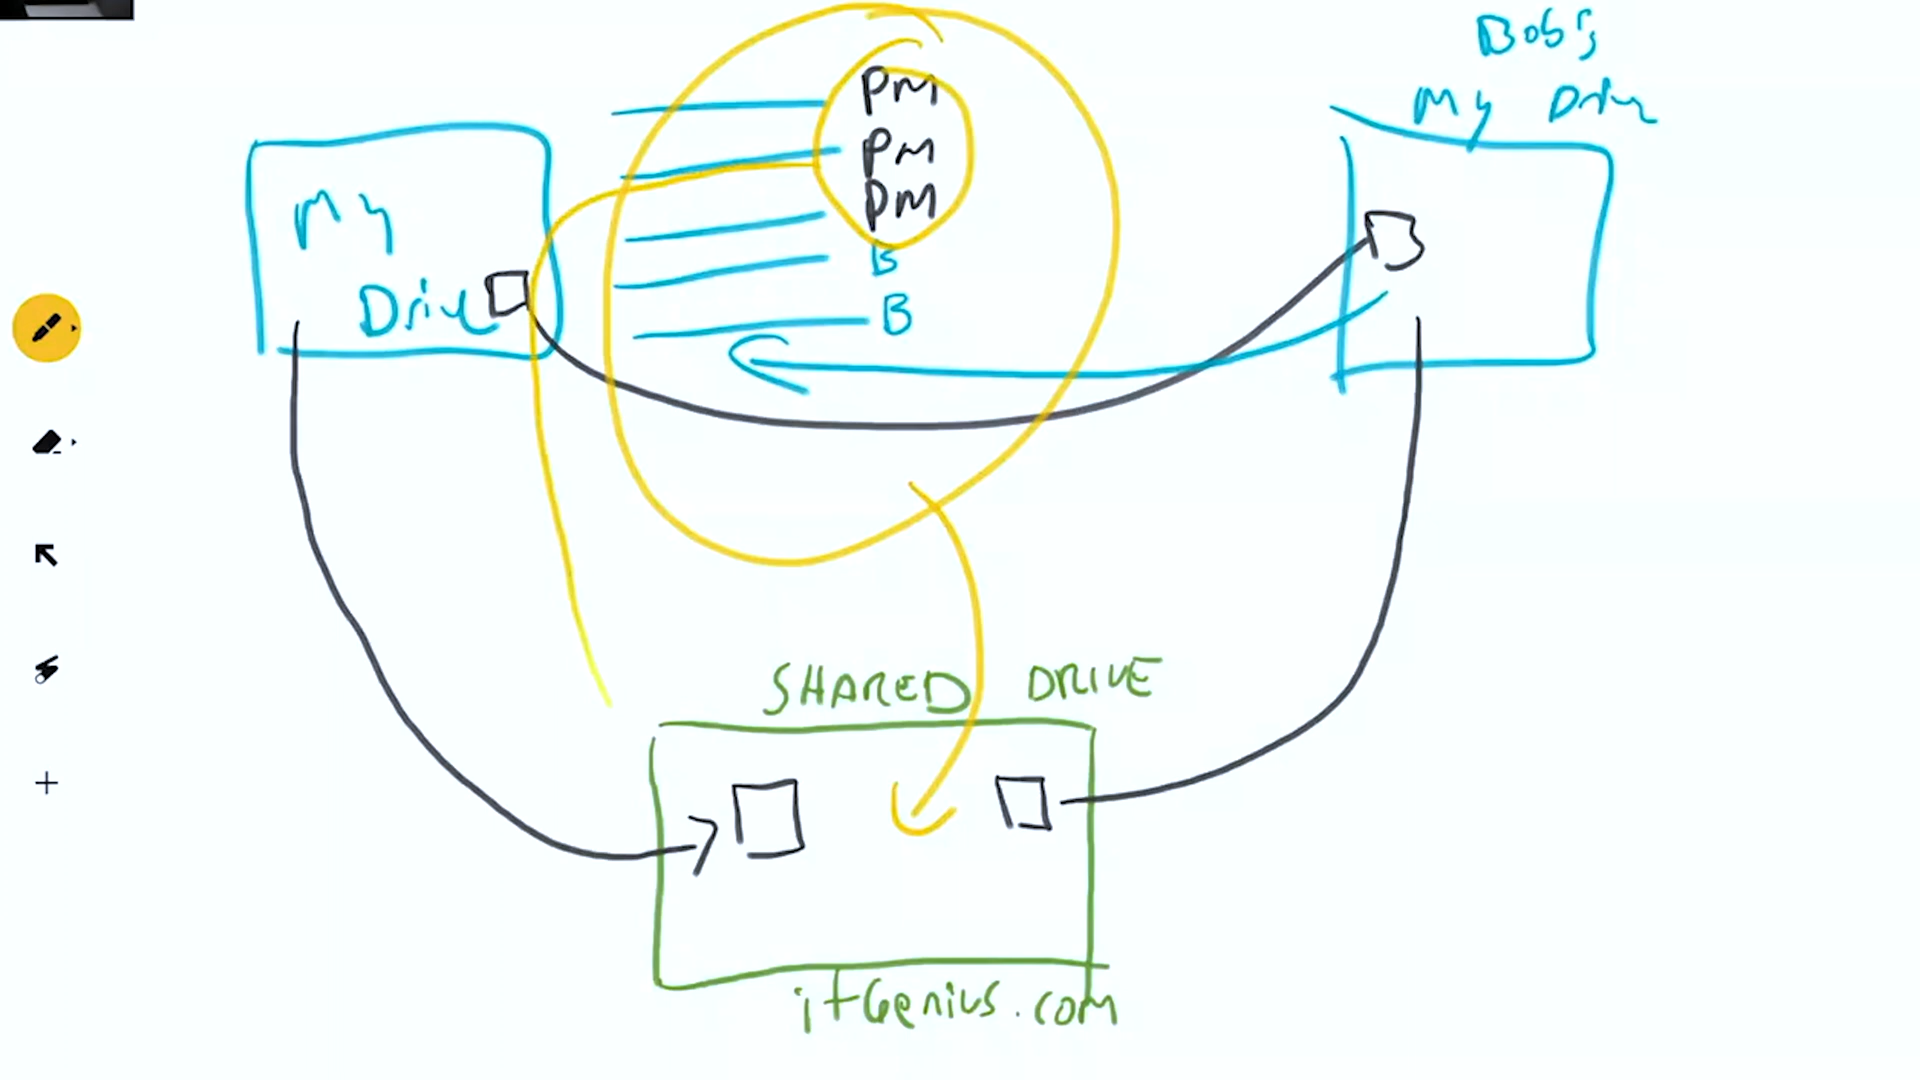 Bob's
My Drive
My
Drive
PM
PM
PM
B
B
SHARED DRIVE
itGenius.com